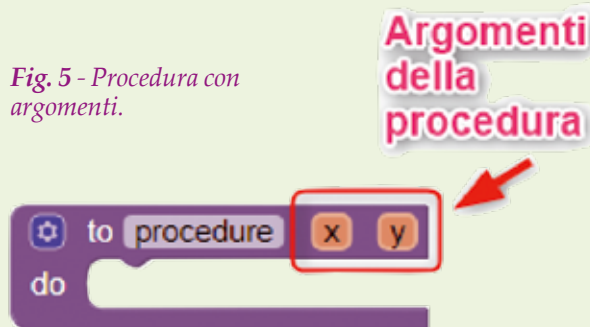 Fig. 5 - Procedura con
argomenti.
Argomenti
della
procedura
to procedure x y
do